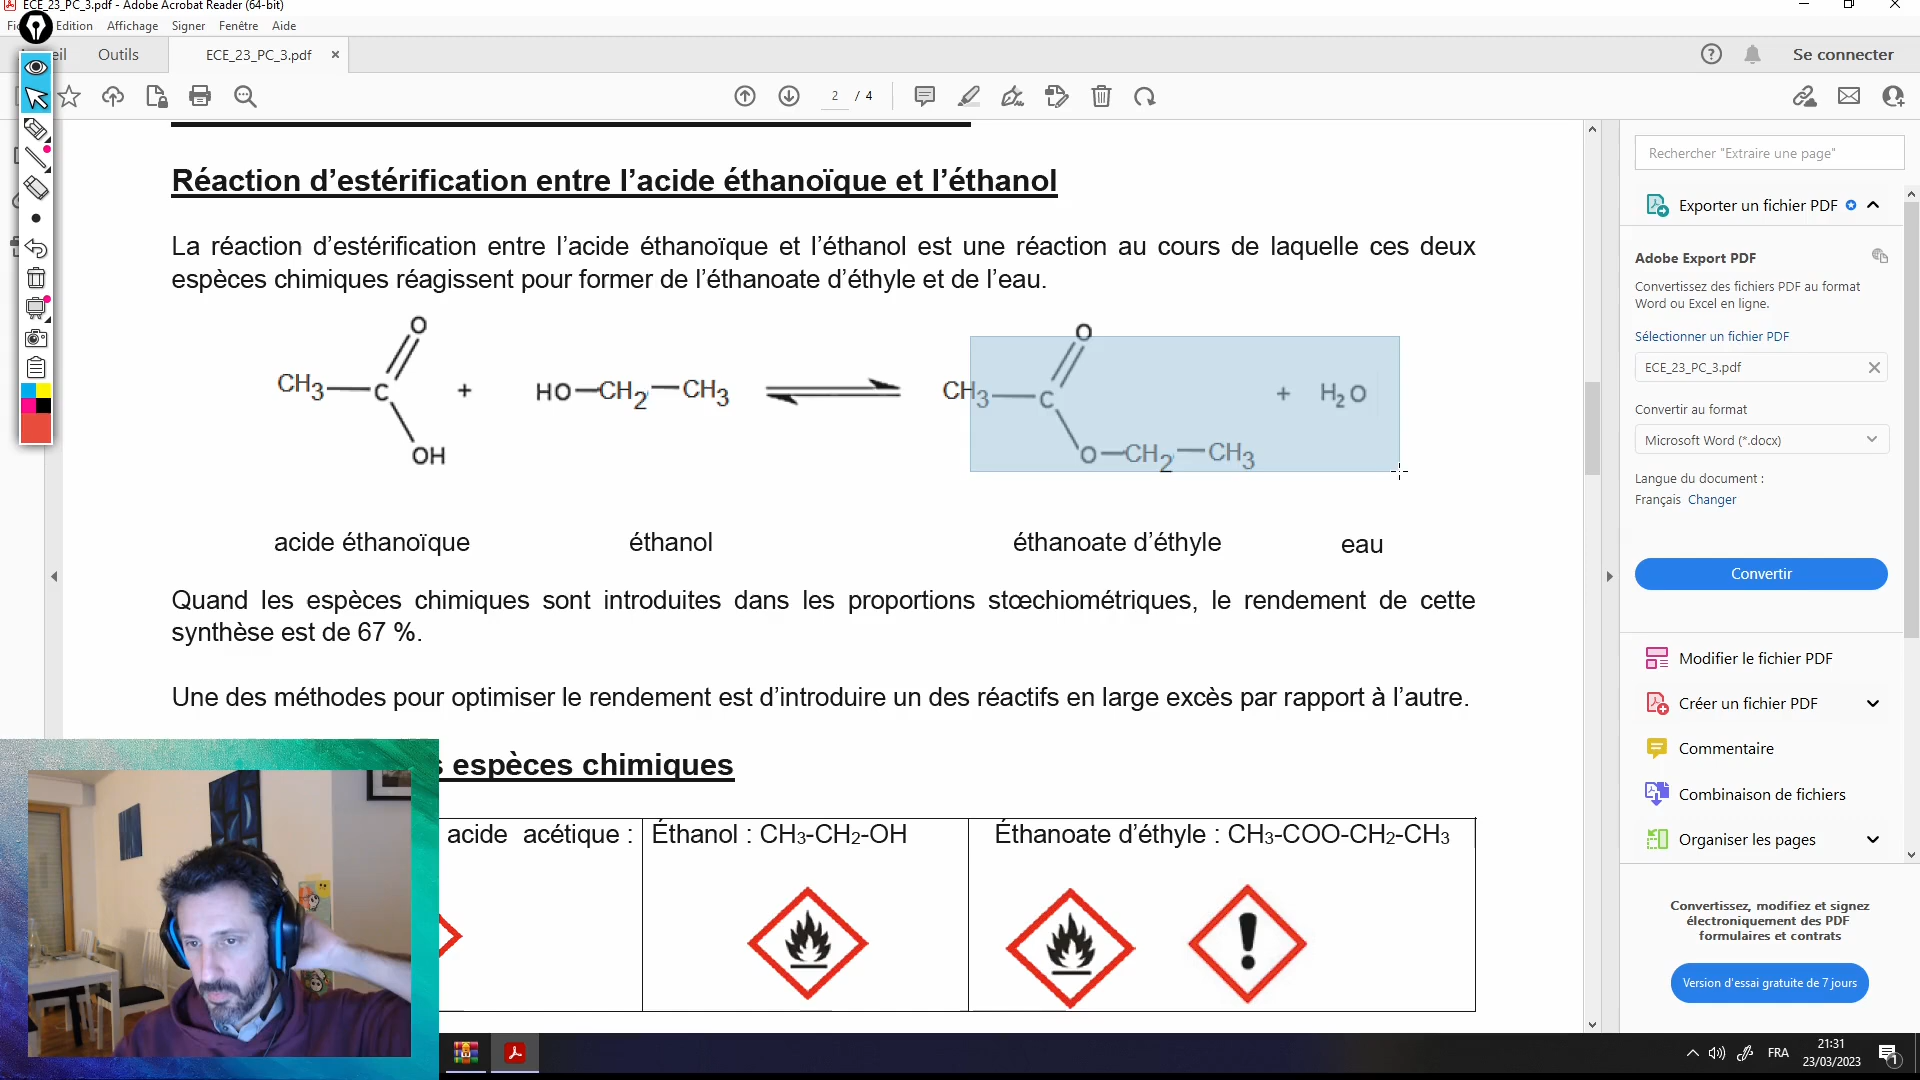 ECE_23_PC_3.pdf - Adobe Acrobat Reader (64-bit)
Edition Affichage Signer Fenêtre Aide
Outils ECE_23_PC_3.pdf × Se connecter
2 / 4
Réaction d'estérification entre l'acide éthanoïque et l'éthanol
La réaction d'estérification entre l'acide éthanoïque et l'éthanol est une réaction au cours de laquelle ces deux
espèces chimiques réagissent pour former de l'éthanoate d'éthyle et de l'eau.
O
CH3 C
OH
+
HO CH2 CH3
O
CH3 C
O CH2 CH3
+ H2O
acide éthanoïque éthanol éthanoate d'éthyle eau
Quand les espèces chimiques sont introduites dans les proportions stœchiométriques, le rendement de cette
synthèse est de 67 %.
Une des méthodes pour optimiser le rendement est d'introduire un des réactifs en large excès par rapport à l'autre.
espèces chimiques
acide acétique : Éthanol : CH3-CH2-OH Éthanoate d'éthyle : CH3-COO-CH2-CH3
Rechercher "Extraire une page"
Exporter un fichier PDF
Adobe Export PDF
Convertissez des fichiers PDF au format
Word ou Excel en ligne.
Sélectionner un fichier PDF
ECE_23_PC_3.pdf
Convertir au format
Microsoft Word (*.docx)
Langue du document :
Français Changer
Convertir
Modifier le fichier PDF
Créer un fichier PDF
Commentaire
Combinaison de fichiers
Organiser les pages
Convertissez, modifiez et signez
électroniquement des PDF
formulaires et contrats
Version d'essai gratuite de 7 jours
FRA
21:31
23/03/2023
1